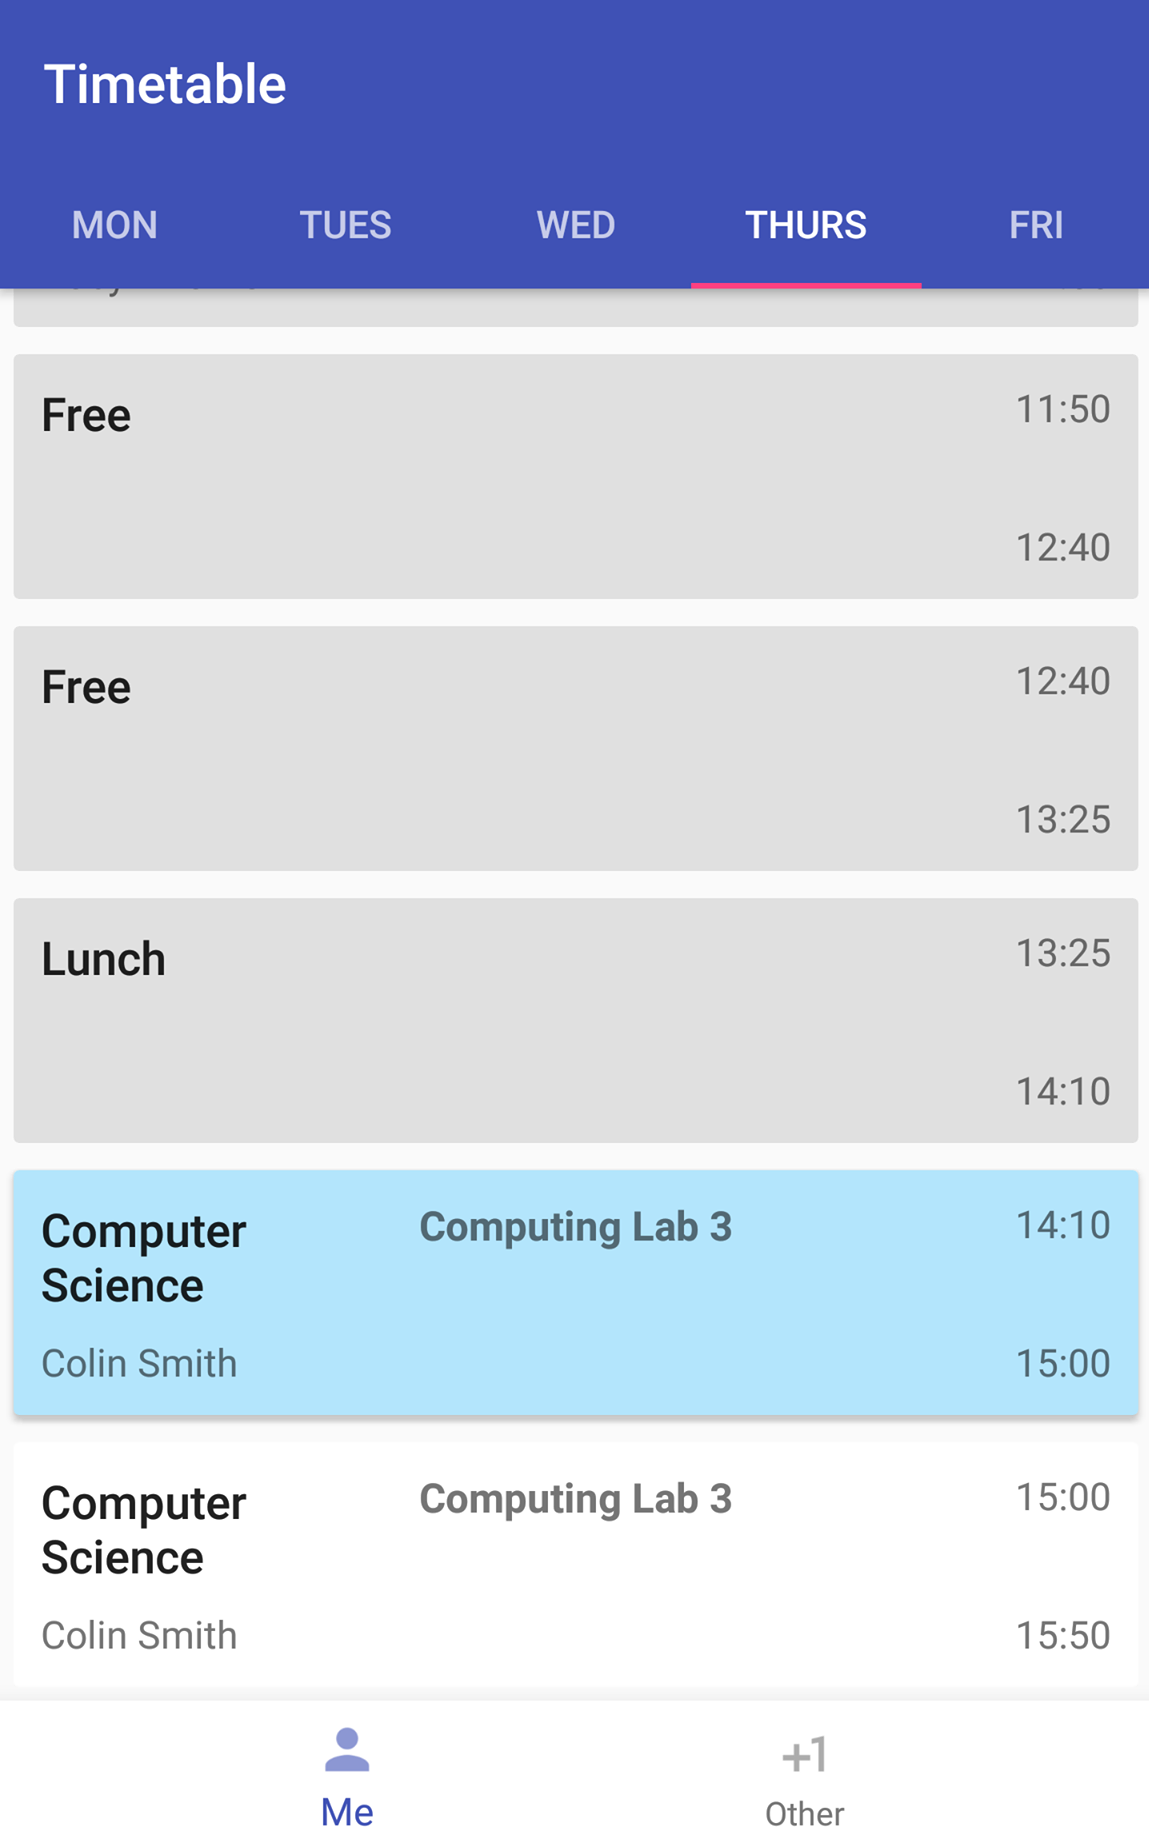 Timetable
MON TUES WED THURS FRI
Free 11:50
12:40
Free 12:40
13:25
Lunch 13:25
14:10
Computer Computing Lab 3 14:10
Science
Colin Smith 15:00
Computer Computing Lab 3 15:00
Science
Colin Smith 15:50
+1
Me Other